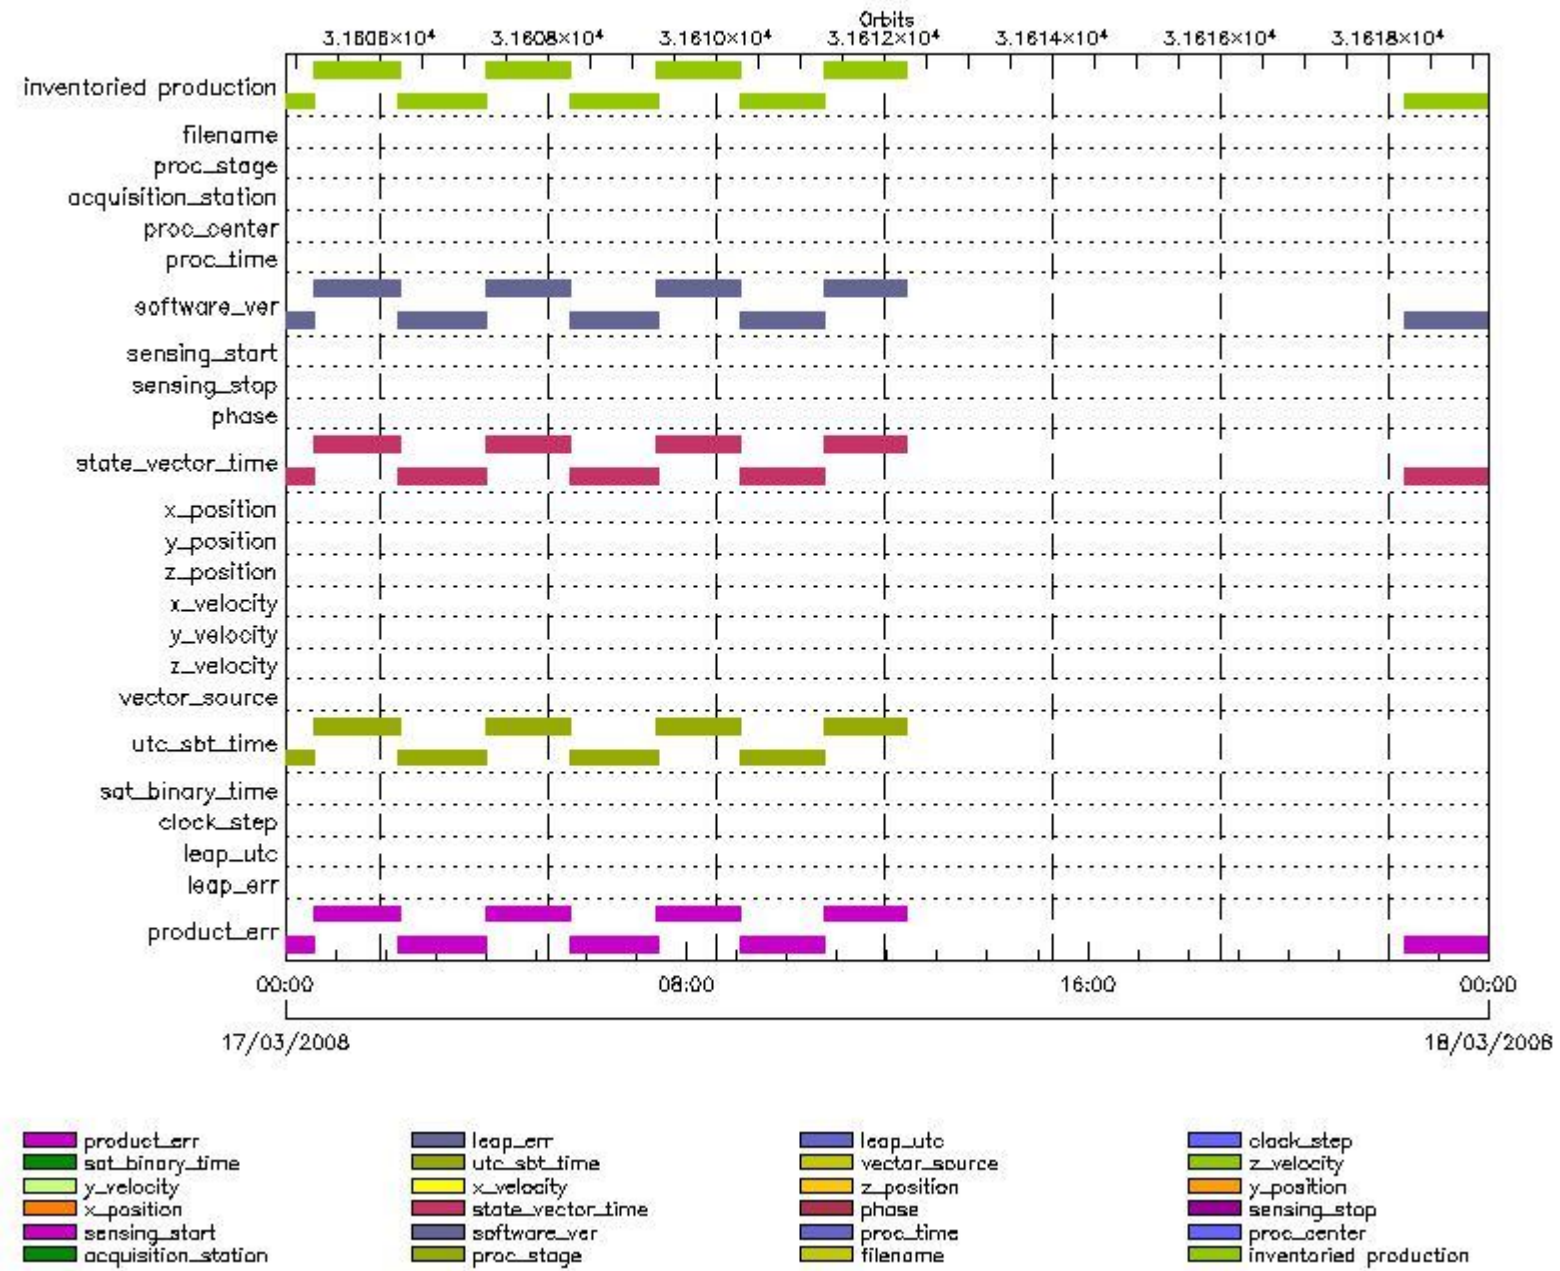 Orbits
3.1606×10⁴ 3.1608×10⁴ 3.1610×10⁴ 3.1612×10⁴ 3.1614×10⁴ 3.1616×10⁴ 3.1618×10⁴
inventoried production
filename
proc_stage
acquisition_station
proc_center
proc_time
software_ver
sensing_start
sensing_stop
phase
state_vector_time
x_position
y_position
z_position
x_velocity
y_velocity
z_velocity
vector_source
utc_sbt_time
sat_binary_time
clock_step
leap_utc
leap_err
product_err
00:00 08:00 16:00 00:00
17/03/2008 18/03/2008
product_err leap_err leap_utc clock_step
sat_binary_time utc_sbt_time vector_source z_velocity
y_velocity x_velocity z_position y_position
x_position state_vector_time phase sensing_stop
sensing_start software_ver proc_time proc_center
acquisition_station proc_stage filename inventoried production